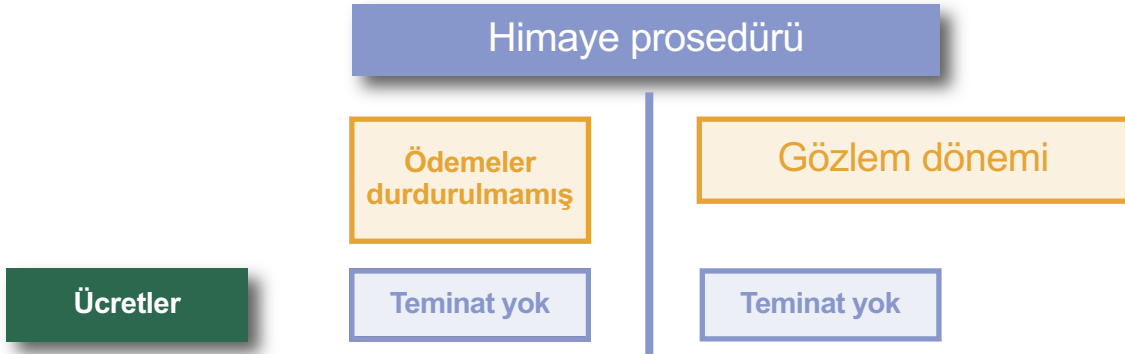 Himaye prosedürü
Ödemeler
durdurulmamış
Gözlem dönemi
Ücretler
Teminat yok
Teminat yok